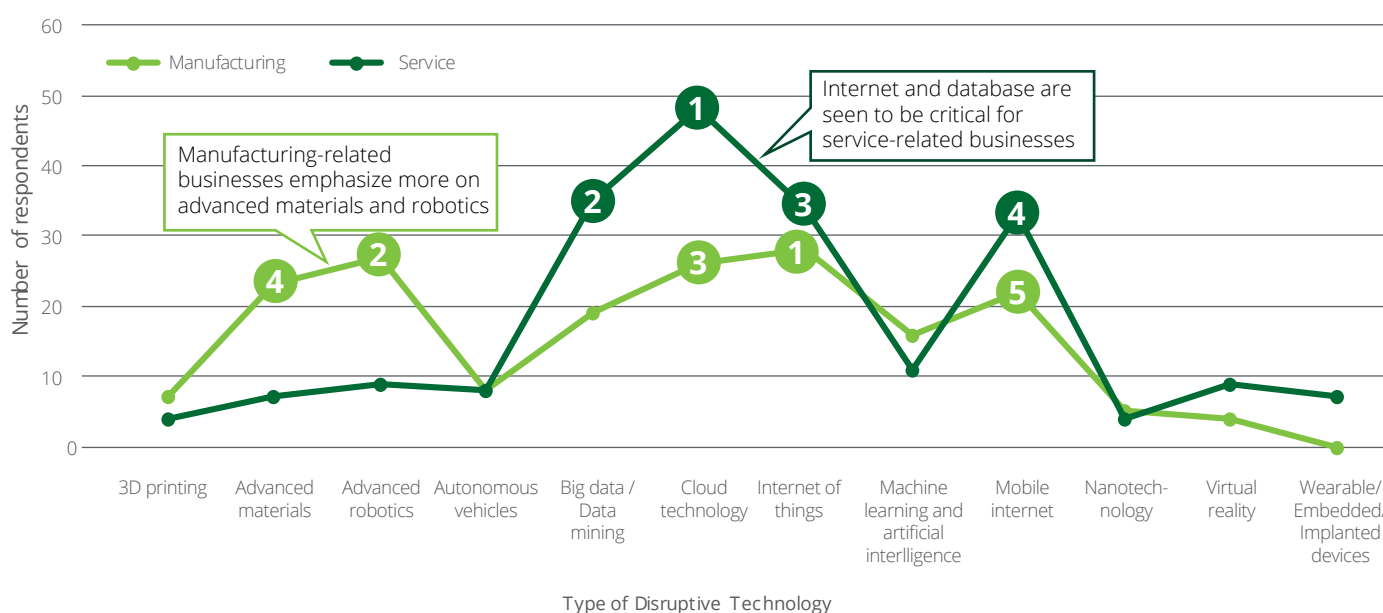 60
50
40
30
20
10
0
Number of respondents
Manufacturing
Service
Manufacturing-related
businesses emphasize more on
advanced materials and robotics
Internet and database are
seen to be critical for
service-related businesses
4
2
2
1
3
3
1
4
5
3D printing
Advanced
materials
Advanced
robotics
Autonomous
vehicles
Big data /
Data
mining
Cloud
technology
Internet of
things
Machine
learning and
artificial
interlligence
Mobile
internet
Nanotech-
nology
Virtual
reality
Wearable/
Embedded/
Implanted
devices
Type of Disruptive Technology